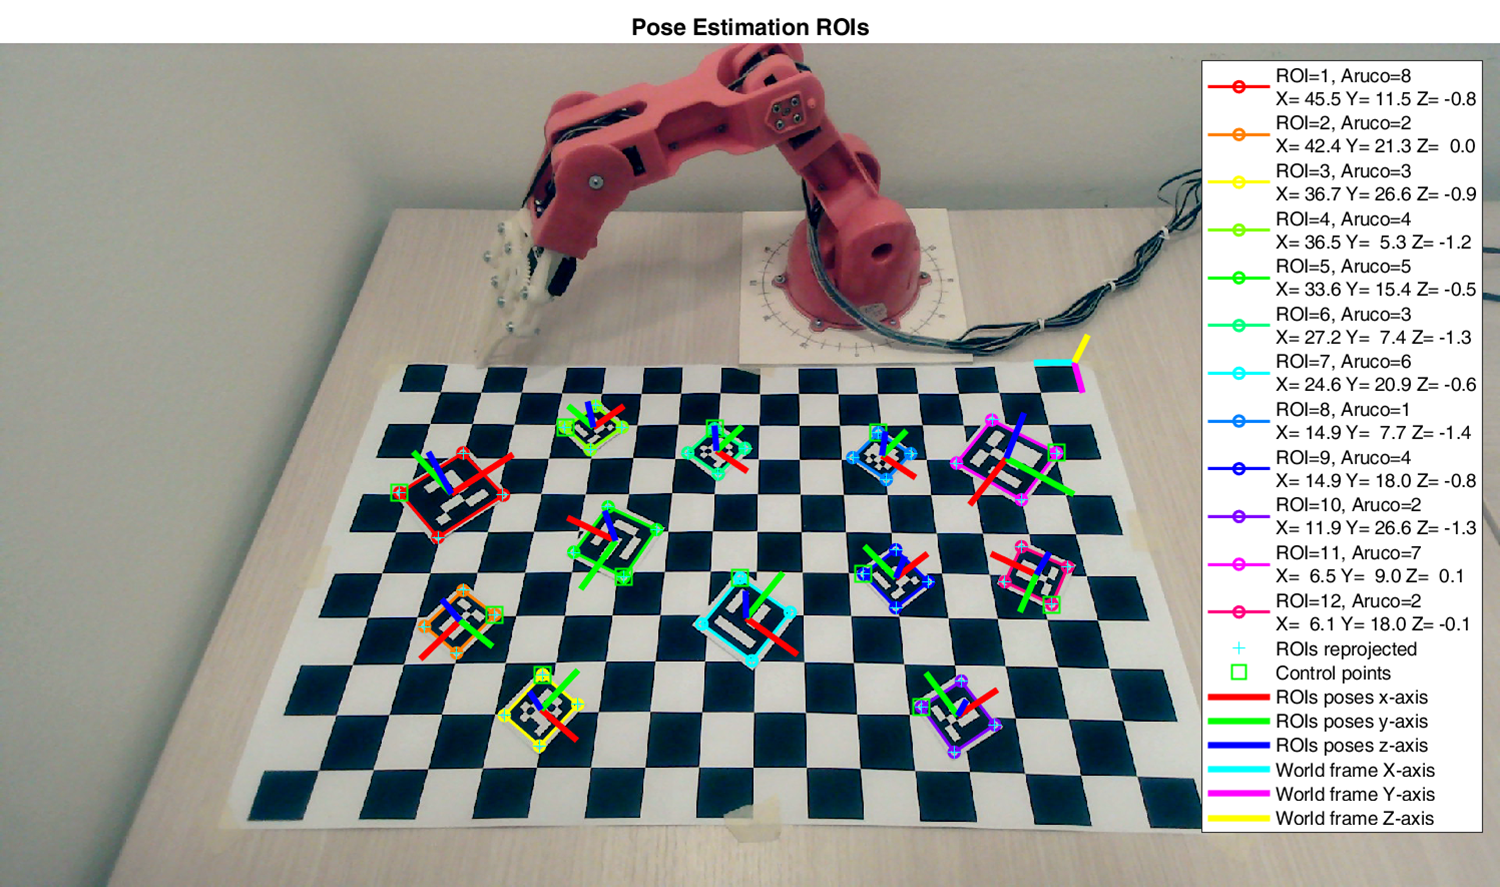 Pose Estimation ROIs
ROI=1, Aruco=8
X= 45.5 Y= 11.5 Z= -0.8
ROI=2, Aruco=2
X= 42.4 Y= 21.3 Z= 0.0
ROI=3, Aruco=3
X= 36.7 Y= 26.6 Z= -0.9
ROI=4, Aruco=4
X= 36.5 Y= 5.3 Z= -1.2
ROI=5, Aruco=5
X= 33.6 Y= 15.4 Z= -0.5
ROI=6, Aruco=3
X= 27.2 Y= 7.4 Z= -1.3
ROI=7, Aruco=6
X= 24.6 Y= 20.9 Z= -0.6
ROI=8, Aruco=1
X= 14.9 Y= 7.7 Z= -1.4
ROI=9, Aruco=4
X= 14.9 Y= 18.0 Z= -0.8
ROI=10, Aruco=2
X= 11.9 Y= 26.6 Z= -1.3
ROI=11, Aruco=7
X= 6.5 Y= 9.0 Z= 0.1
ROI=12, Aruco=2
X= 6.1 Y= 18.0 Z= -0.1
ROIs reprojected
Control points
ROIs poses x-axis
ROIs poses y-axis
ROIs poses z-axis
World frame X-axis
World frame Y-axis
World frame Z-axis